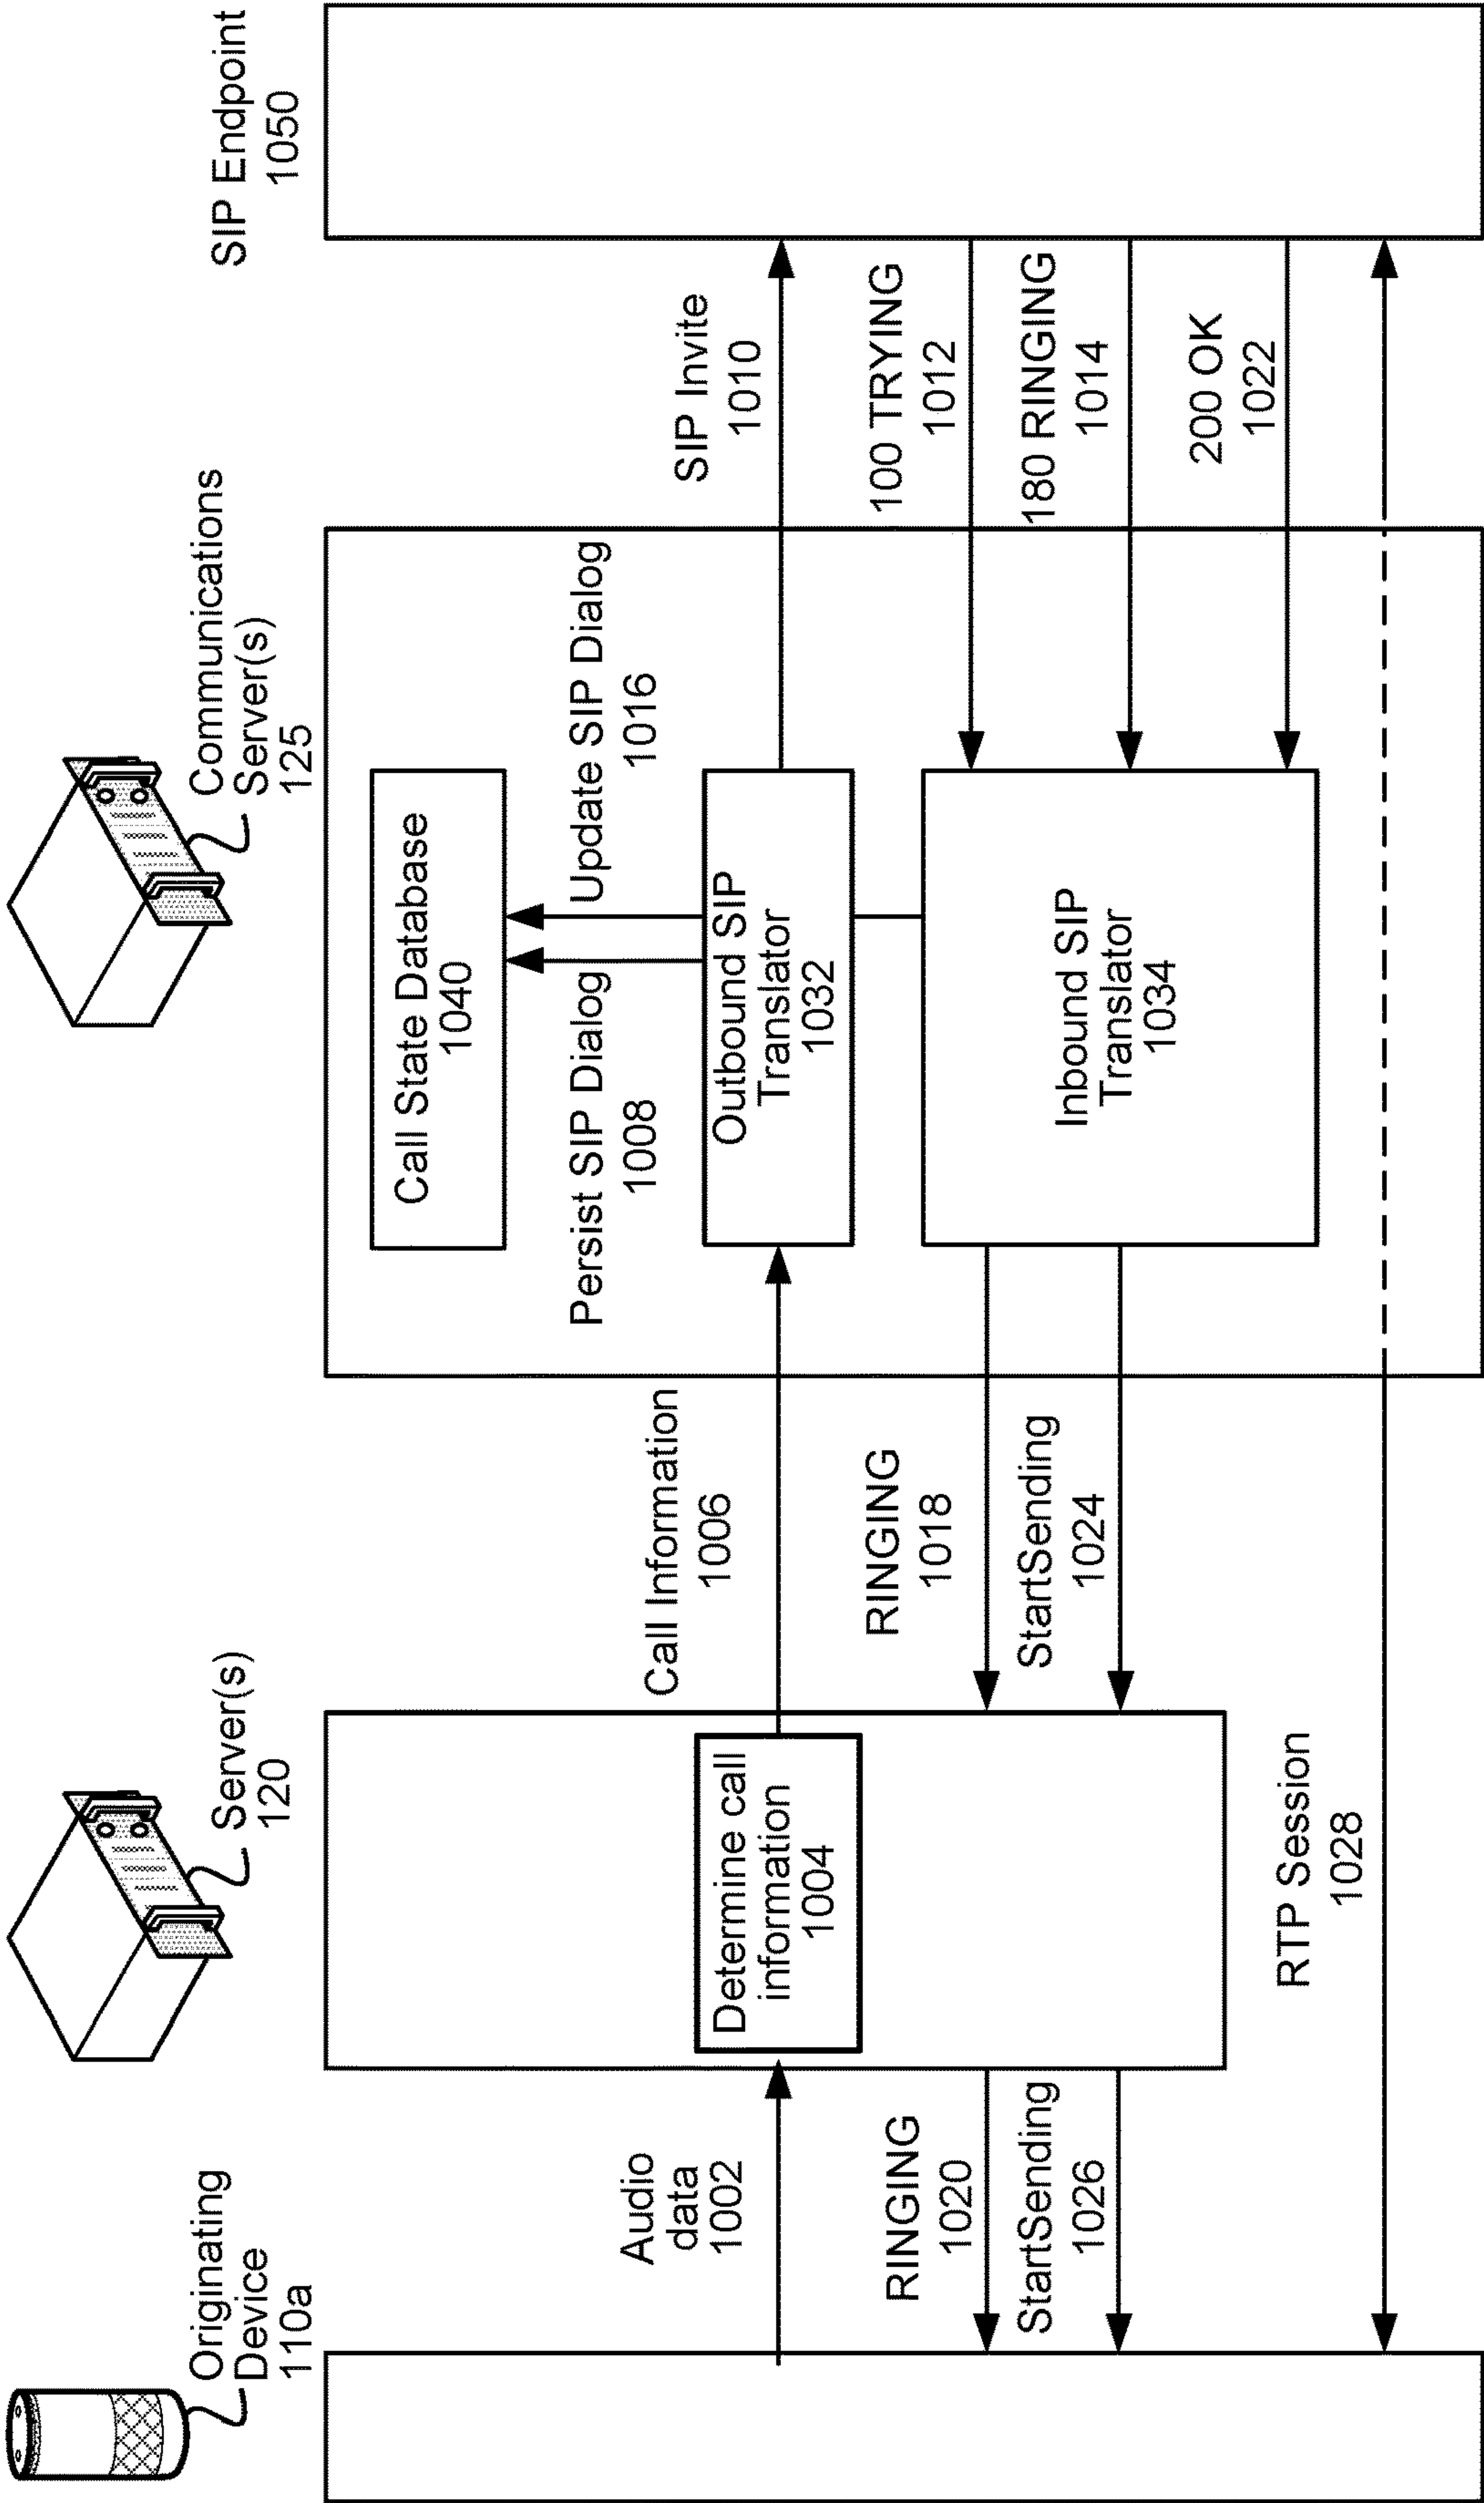 Originating
Device
110a
Server(s)
120
Communications
Server(s)
125
SIP Endpoint
1050
Audio
data
1002
Determine call
information
1004
Call Information
1006
Call State Database
1040
Persist SIP Dialog
1008
Update SIP Dialog
1016
Outbound SIP
Translator
1032
SIP Invite
1010
Inbound SIP
Translator
1034
100 TRYING
1012
180 RINGING
1014
200 OK
1022
RINGING
1018
StartSending
1024
RINGING
1020
StartSending
1026
RTP Session
1028